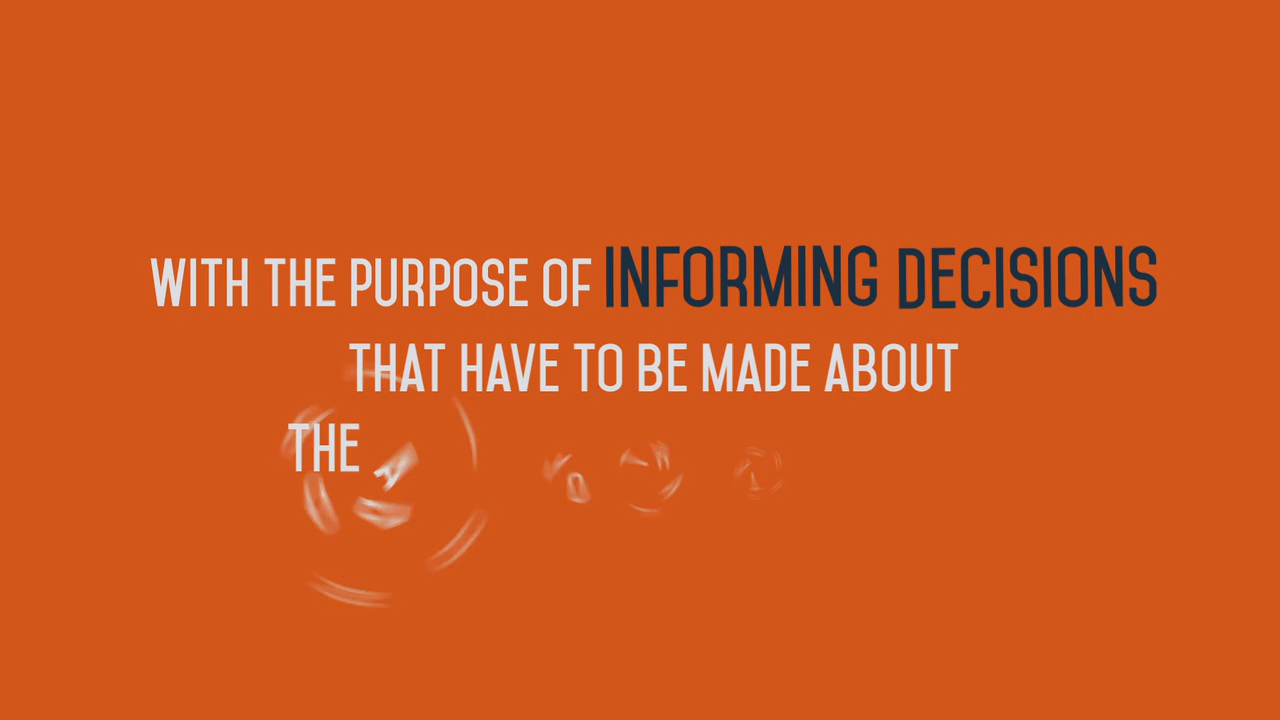 WITH THE PURPOSE OF INFORMING DECISIONS
THAT HAVE TO BE MADE ABOUT
THE